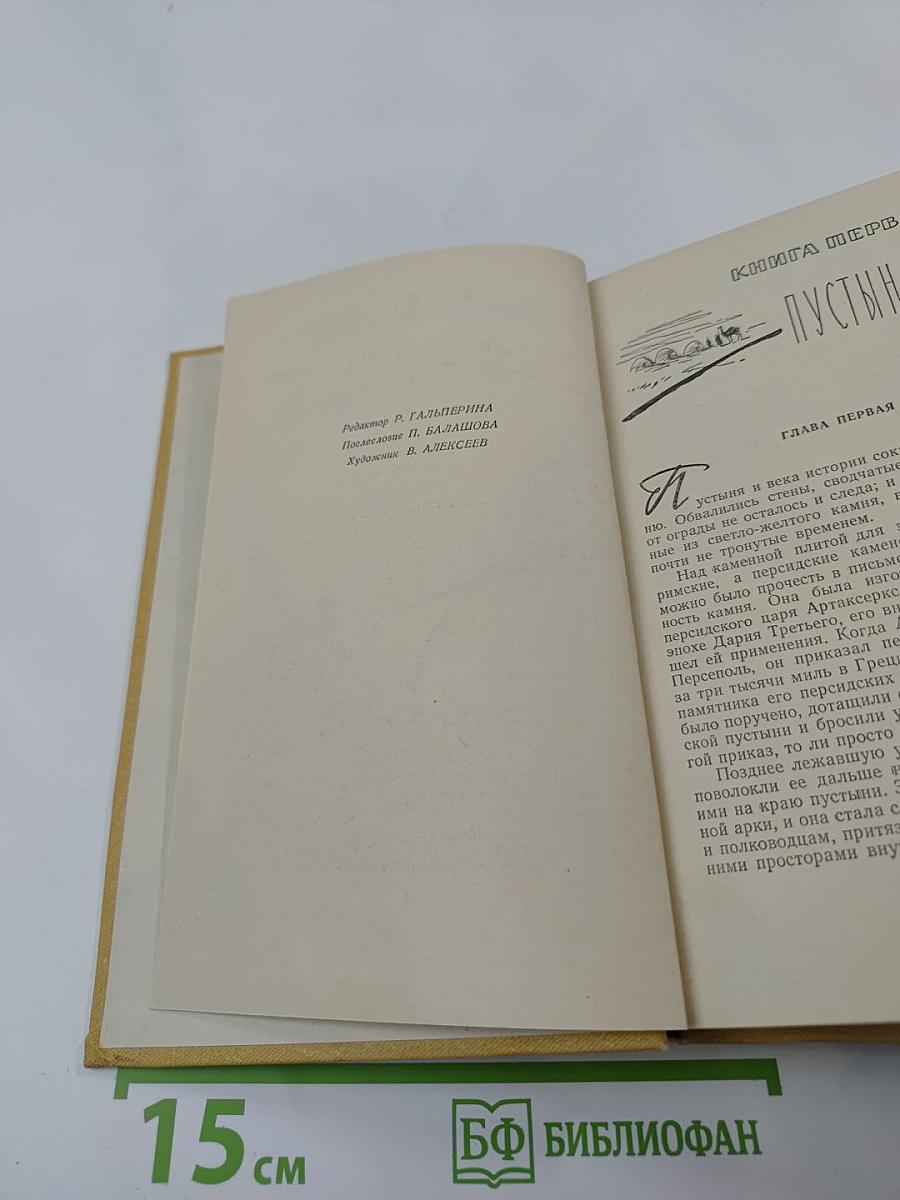 Редактор Р. ГАЛЬПЕРИНА
Послесловие П. БАЛАШОВА
Художник В. АЛЕКСЕЕВ
КНИГА ПЕРВ
ПУСТЫН
ГЛАВА ПЕРВАЯ
Пустыня и века истории сок
ню. Обвалились стены, сводчатые
от ограды не осталось и следа; и
ные из светло-желтого камня, в
почти не тронутые временем.
Над каменной плитой для з
римские, а персидские камен
можно было прочесть в письме
ность камня. Она была изго
персидского царя Артаксеркс
эпохе Дария Третьего, его вн
шел ей применения. Когда А
Персеполь, он приказал пе
за три тысячи миль в Грец
памятника его персидских
было поручено, дотащили
ской пустыни и бросили у
гой приказ, то ли просто
Позднее лежавшую у
поволокли ее дальше н
ими на краю пустыни. З
ной арки, и она стала с
и полководцам, притяз
ними просторами вну
15 см
БФ БИБЛИОФАН